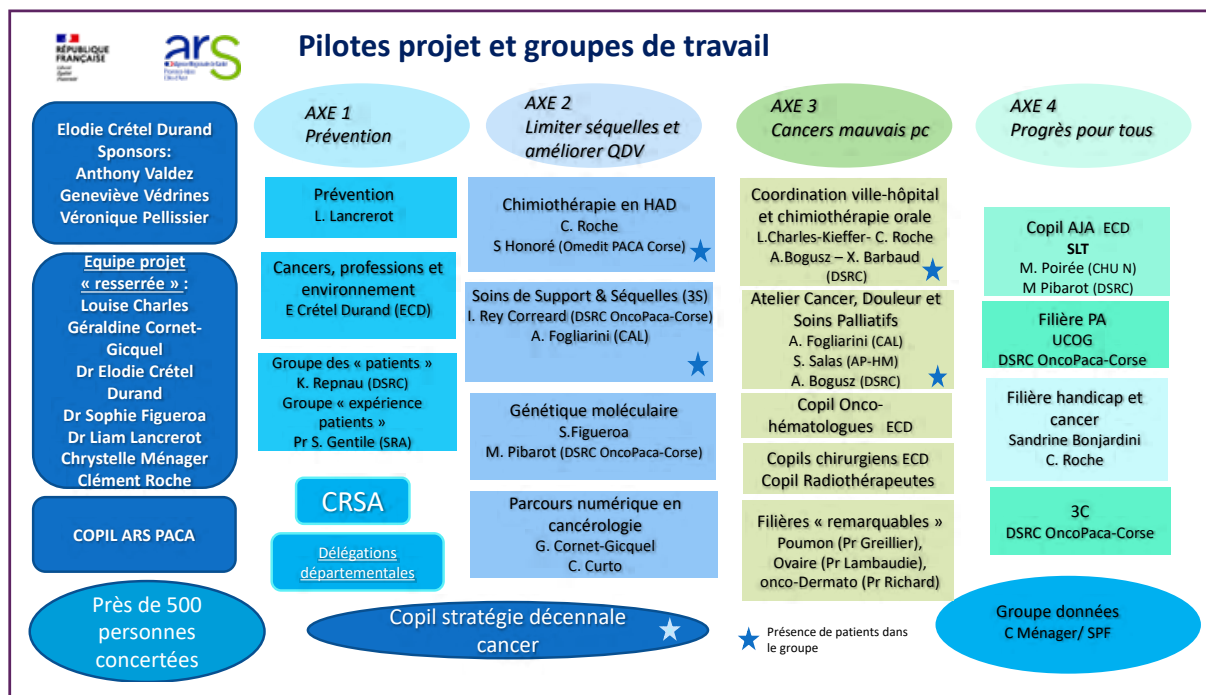 RÉPUBLIQUE
FRANÇAISE
Liberté
Égalité
Fraternité
ars
Pilotes projet et groupes de travail
Elodie Crétel Durand
Sponsors:
Anthony Valdez
Geneviève Védrines
Véronique Pellissier
Equipe projet
« resserrée » :
Louise Charles
Géraldine Cornet-
Gicquel
Dr Elodie Crétel
Durand
Dr Sophie Figueroa
Dr Liam Lancrerot
Chrystelle Ménager
Clément Roche
COPIL ARS PACA
Près de 500
personnes
concertées
AXE 1
Prévention
Prévention
L. Lancrerot
Cancers, professions et
environnement
E Crétel Durand (ECD)
Groupe des « patients »
K. Repnau (DSRC)
Groupe « expérience
patients »
Pr S. Gentile (SRA)
CRSA
Délégations
départementales
AXE 2
Limiter séquelles et
améliorer QDV
Chimiothérapie en HAD
C. Roche
S Honoré (Omedit PACA Corse)
Soins de Support & Séquelles (3S)
I. Rey Correard (DSRC OncoPaca-Corse)
A. Fogliarini (CAL)
Génétique moléculaire
S.Figueroa
M. Pibarot (DSRC OncoPaca-Corse)
Parcours numérique en
cancérologie
G. Cornet-Gicquel
C. Curto
Copil stratégie décennale
cancer
AXE 3
Cancers mauvais pc
Coordination ville-hôpital
et chimiothérapie orale
L.Charles-Kieffer- C. Roche
A.Bogusz – X. Barbaud
(DSRC)
Atelier Cancer, Douleur et
Soins Palliatifs
A. Fogliarini (CAL)
S. Salas (AP-HM)
A. Bogusz (DSRC)
Copil Onco-
hématologues ECD
Copils chirurgiens ECD
Copil Radiothérapeutes
Filières « remarquables »
Poumon (Pr Greillier),
Ovaire (Pr Lambaudie),
onco-Dermato (Pr Richard)
Présence de patients dans
le groupe
AXE 4
Progrès pour tous
Copil AJA ECD
SLT
M. Poirée (CHU N)
M Pibarot (DSRC)
Filière PA
UCOG
DSRC OncoPaca-Corse
Filière handicap et
cancer
Sandrine Bonjardini
C. Roche
3C
DSRC OncoPaca-Corse
Groupe données
C Ménager/ SPF